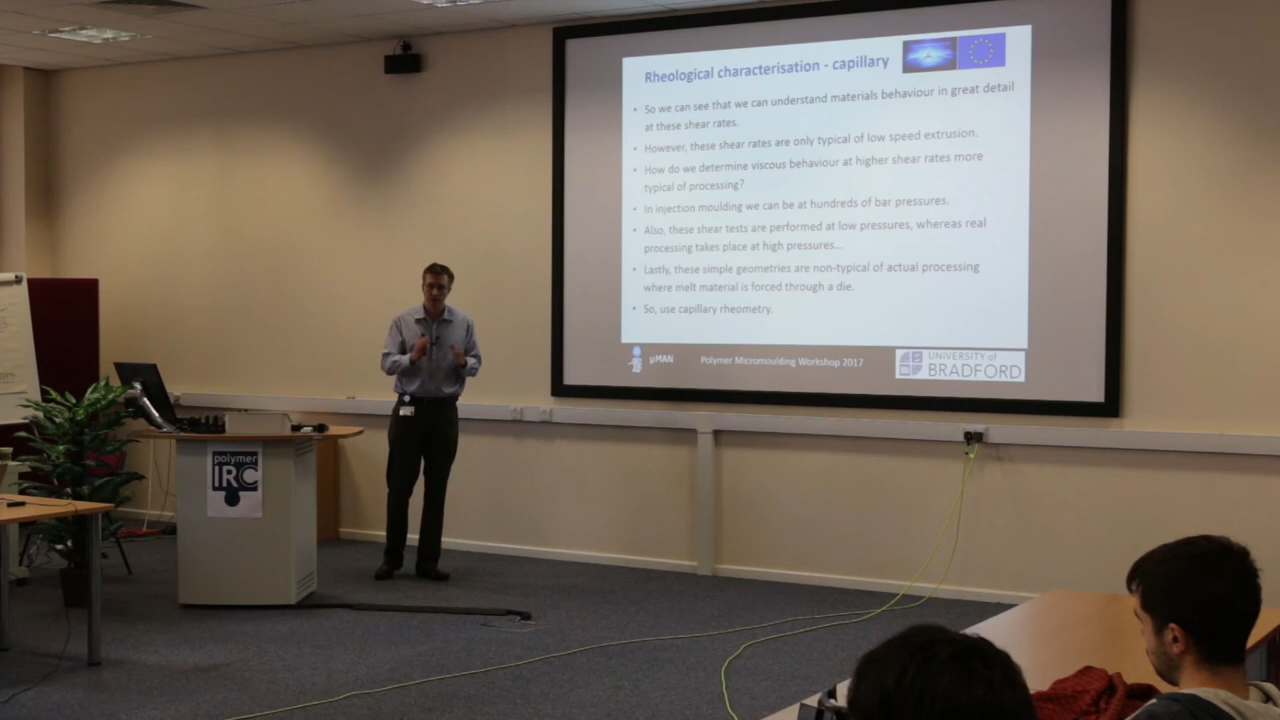 Rheological characterisation - capillary
• So we can see that we can understand materials behaviour in great detail
at these shear rates.
• However, these shear rates are only typical of low speed extrusion.
• How do we determine viscous behaviour at higher shear rates more
typical of processing?
• In injection moulding we can be at hundreds of bar pressures.
• Also, these shear tests are performed at low pressures, whereas real
processing takes place at high pressures...
• Lastly, these simple geometries are non-typical of actual processing
where melt material is forced through a die.
• So, use capillary rheometry.
µMAN
Polymer Micromoulding Workshop 2017
UNIVERSITY of
BRADFORD
polymer
IRC